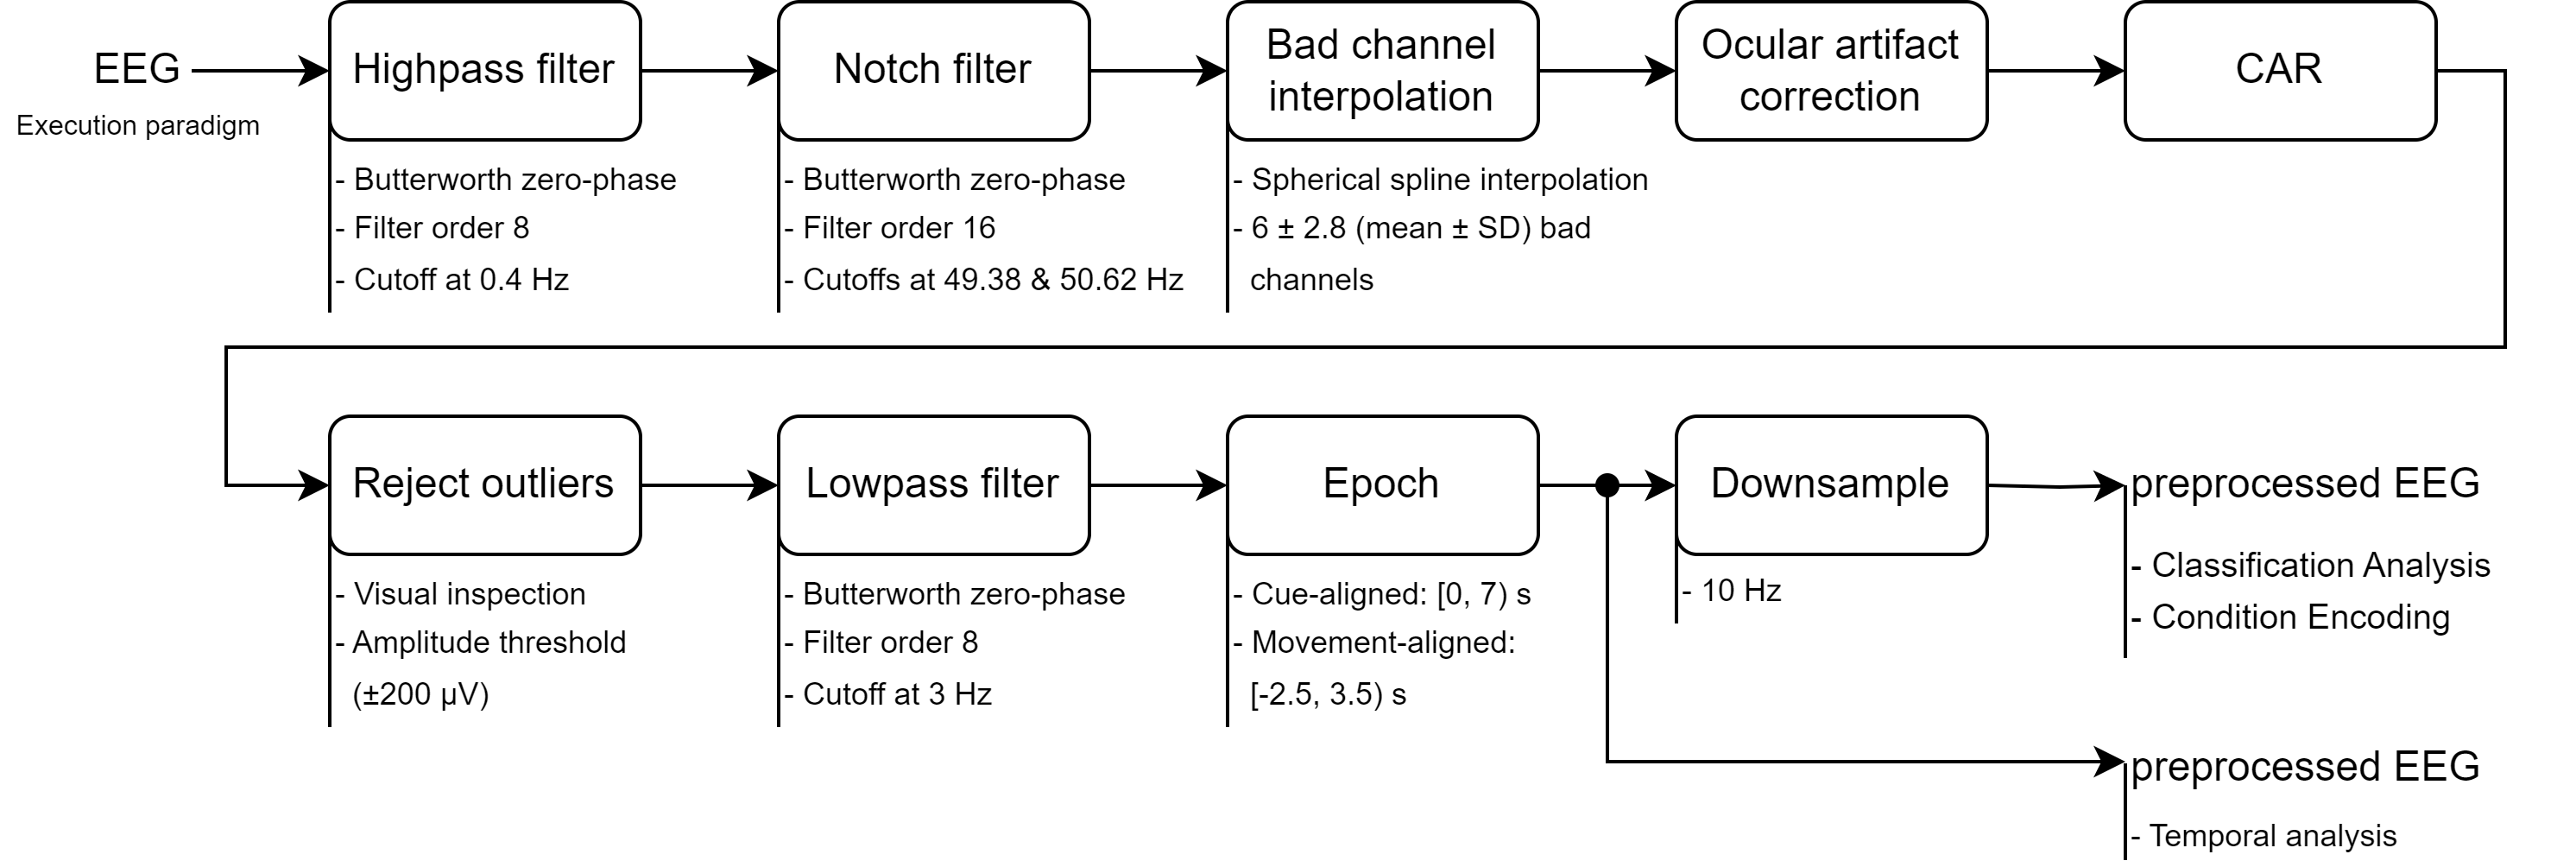 EEG
Execution paradigm
Highpass filter
- Butterworth zero-phase
- Filter order 8
- Cutoff at 0.4 Hz
Notch filter
- Butterworth zero-phase
- Filter order 16
- Cutoffs at 49.38 & 50.62 Hz
Bad channel
interpolation
- Spherical spline interpolation
- 6 ± 2.8 (mean ± SD) bad
channels
Ocular artifact
correction
CAR
Reject outliers
- Visual inspection
- Amplitude threshold
(±200 µV)
Lowpass filter
- Butterworth zero-phase
- Filter order 8
- Cutoff at 3 Hz
Epoch
- Cue-aligned: [0, 7) s
- Movement-aligned:
[-2.5, 3.5) s
Downsample
- 10 Hz
preprocessed EEG
- Classification Analysis
- Condition Encoding
preprocessed EEG
- Temporal analysis